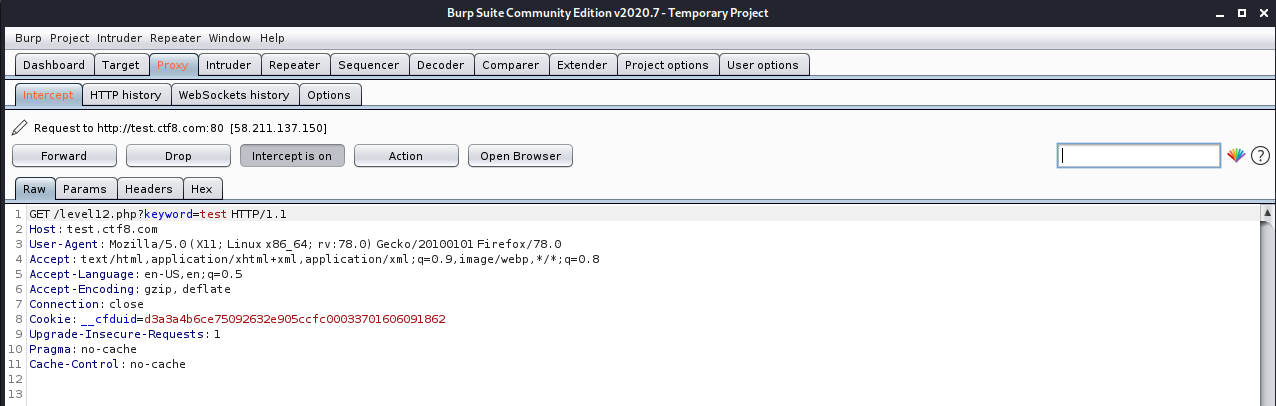 Burp Suite Community Edition v2020.7 - Temporary Project
Burp Project Intruder Repeater Window Help
Dashboard Target Proxy Intruder Repeater Sequencer Decoder Comparer Extender Project options User options
Intercept HTTP history WebSockets history Options
Request to http://test.ctf8.com:80 [58.211.137.150]
Forward Drop Intercept is on Action Open Browser ?
Raw Params Headers Hex
1 GET /level12.php?keyword=test HTTP/1.1
2 Host: test.ctf8.com
3 User-Agent: Mozilla/5.0 (X11; Linux x86_64; rv:78.0) Gecko/20100101 Firefox/78.0
4 Accept: text/html,application/xhtml+xml,application/xml;q=0.9,image/webp,*/*;q=0.8
5 Accept-Language: en-US,en;q=0.5
6 Accept-Encoding: gzip, deflate
7 Connection: close
8 Cookie: __cfduid=d3a3a4b6ce75092632e905ccfc00033701606091862
9 Upgrade-Insecure-Requests: 1
10 Pragma: no-cache
11 Cache-Control: no-cache
12
13